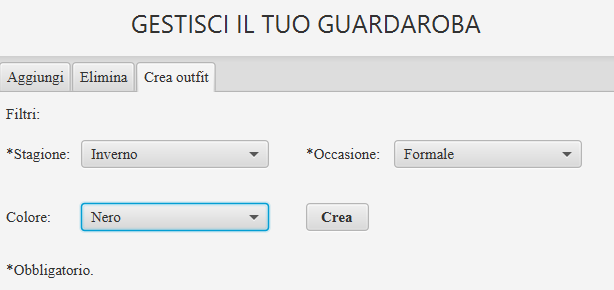 GESTISCI IL TUO GUARDAROBA
Aggiungi Elimina Crea outfit
Filtri:
*Stagione: Inverno *Occasione: Formale
Colore: Nero Crea
*Obbligatorio.